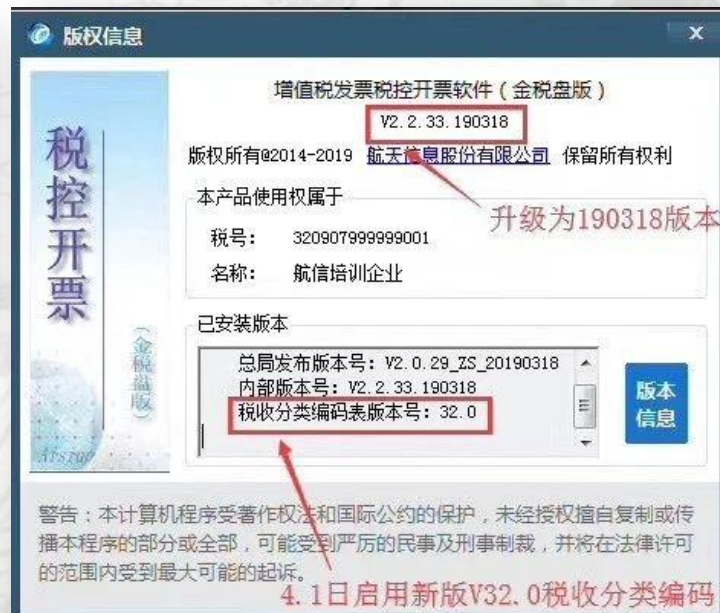 版权信息
增值税发票税控开票软件(金税盘版)
V2.2.33.190318
版权所有@2014-2019 航天信息股份有限公司 保留所有权利
本产品使用权属于
升级为190318版本
税号: 320907999999001
名称: 航信培训企业
税控开票
(金税盘版)
已安装版本
总局发布版本号: V2.0.29_ZS_20190318
内部版本号: V2.2.33.190318
税收分类编码表版本号: 32.0
版本
信息
警告:本计算机程序受著作权法和国际公约的保护,未经授权擅自复制或传
播本程序的部分或全部,可能受到严厉的民事及刑事制裁,并将在法律许可
的范围内受到最大可能的起诉。
4.1日启用新版V32.0税收分类编码